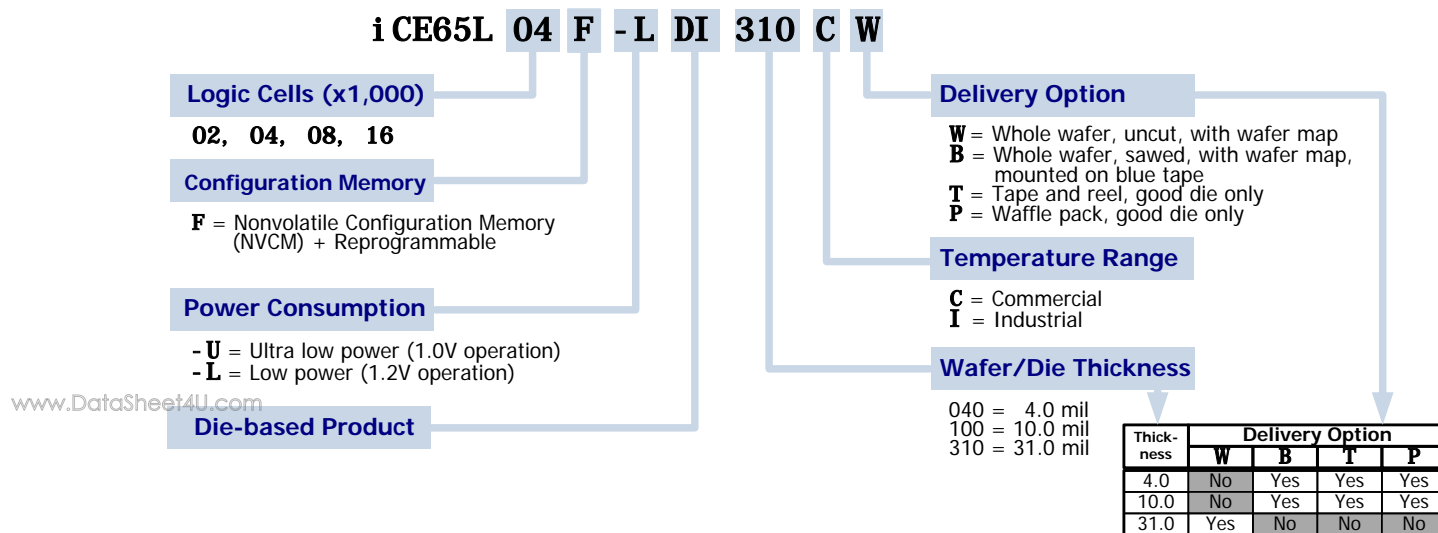 iCE65L 04 F -L DI 310 C W
Logic Cells (x1,000)
02, 04, 08, 16
Configuration Memory
F = Nonvolatile Configuration Memory
(NVCM) + Reprogrammable
Power Consumption
-U = Ultra low power (1.0V operation)
-L = Low power (1.2V operation)
www.DataSheet4U.com
Die-based Product
Delivery Option
W = Whole wafer, uncut, with wafer map
B = Whole wafer, sawed, with wafer map,
mounted on blue tape
T = Tape and reel, good die only
P = Waffle pack, good die only
Temperature Range
C = Commercial
I = Industrial
Wafer/Die Thickness
040 = 4.0 mil
100 = 10.0 mil
310 = 31.0 mil
Thick-
ness
Delivery Option
W B T P
4.0 No Yes Yes Yes
10.0 No Yes Yes Yes
31.0 Yes No No No